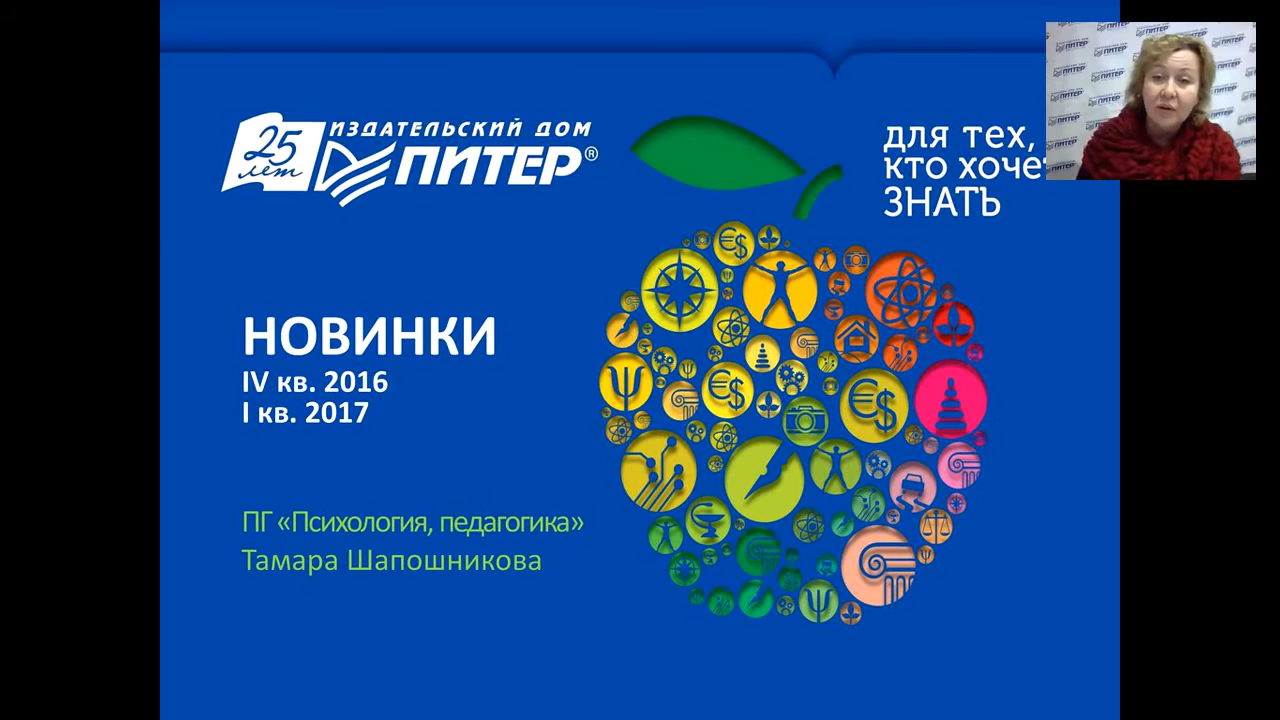 25
лет
ИЗДАТЕЛЬСКИЙ ДОМ
ПИТЕР®
для тех,
кто хоче
ЗНАТЬ
НОВИНКИ
IV кв. 2016
I кв. 2017
ПГ «Психология, педагогика»
Тамара Шапошникова